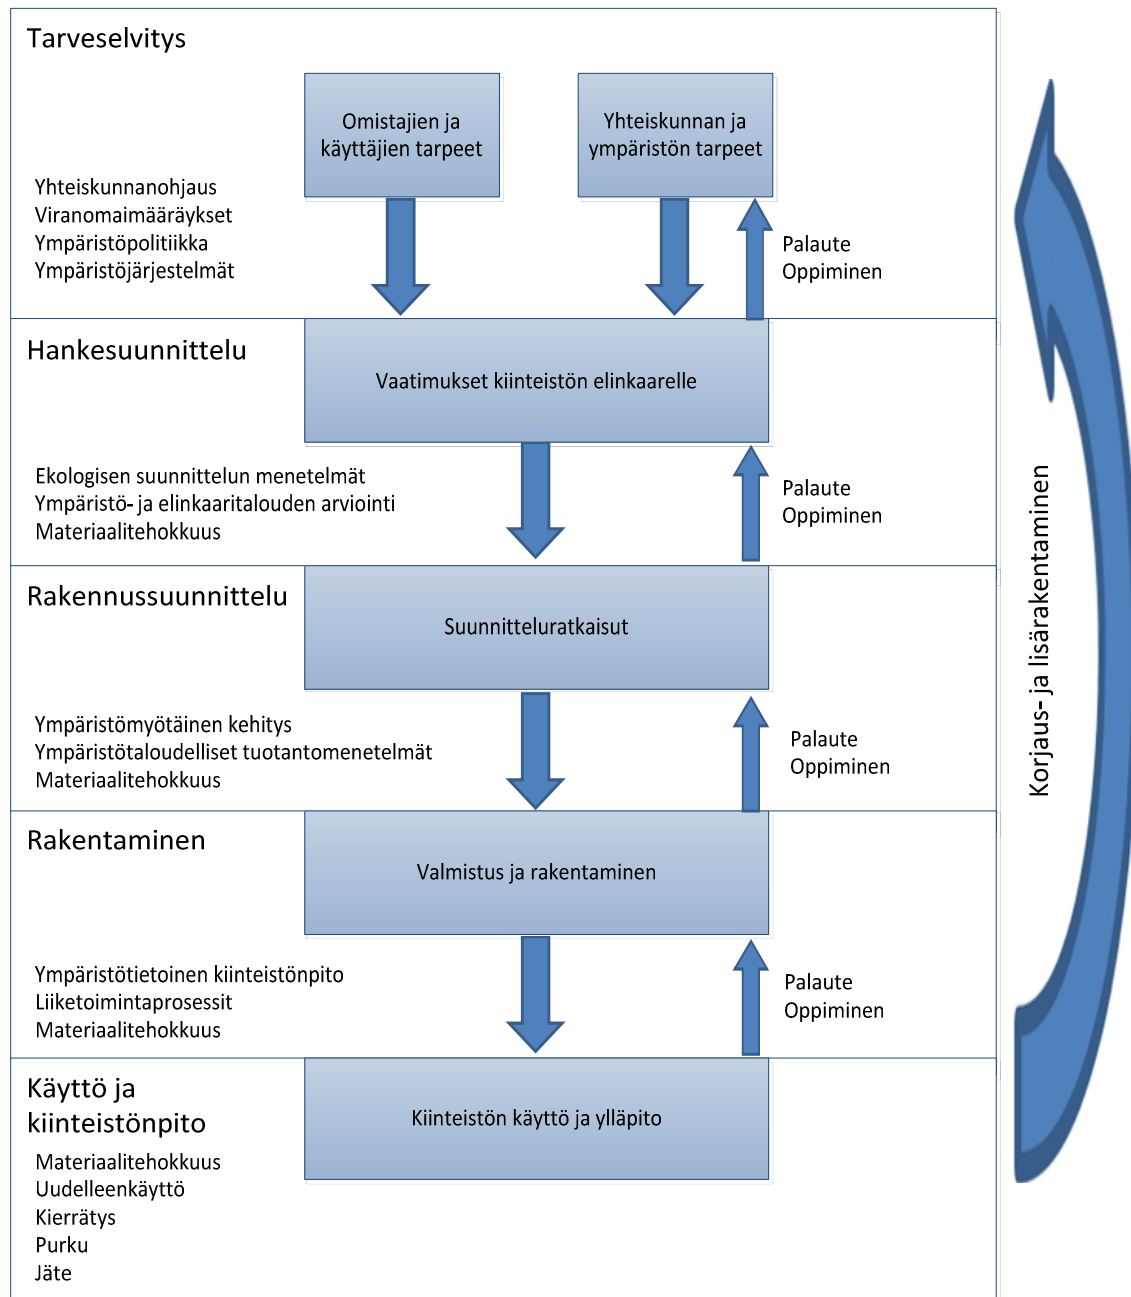 Tarveselvitys
Omistajien ja
käyttäjien tarpeet
Yhteiskunnan ja
ympäristön tarpeet
Yhteiskunnanohjaus
Viranomaimääräykset
Ympäristöpolitiikka
Ympäristöjärjestelmät
Palaute
Oppiminen
Hankesuunnittelu
Vaatimukset kiinteistön elinkaarelle
Ekologisen suunnittelun menetelmät
Ympäristö- ja elinkaaritalouden arviointi
Materiaalitehokkuus
Palaute
Oppiminen
Rakennussuunnittelu
Suunnitteluratkaisut
Ympäristömyötäinen kehitys
Ympäristötaloudelliset tuotantomenetelmät
Materiaalitehokkuus
Palaute
Oppiminen
Rakentaminen
Valmistus ja rakentaminen
Ympäristötietoinen kiinteistönpito
Liiketoimintaprosessit
Materiaalitehokkuus
Palaute
Oppiminen
Käyttö ja
kiinteistönpito
Kiinteistön käyttö ja ylläpito
Materiaalitehokkuus
Uudelleenkäyttö
Kierrätys
Purku
Jäte
Korjaus- ja lisärakentaminen